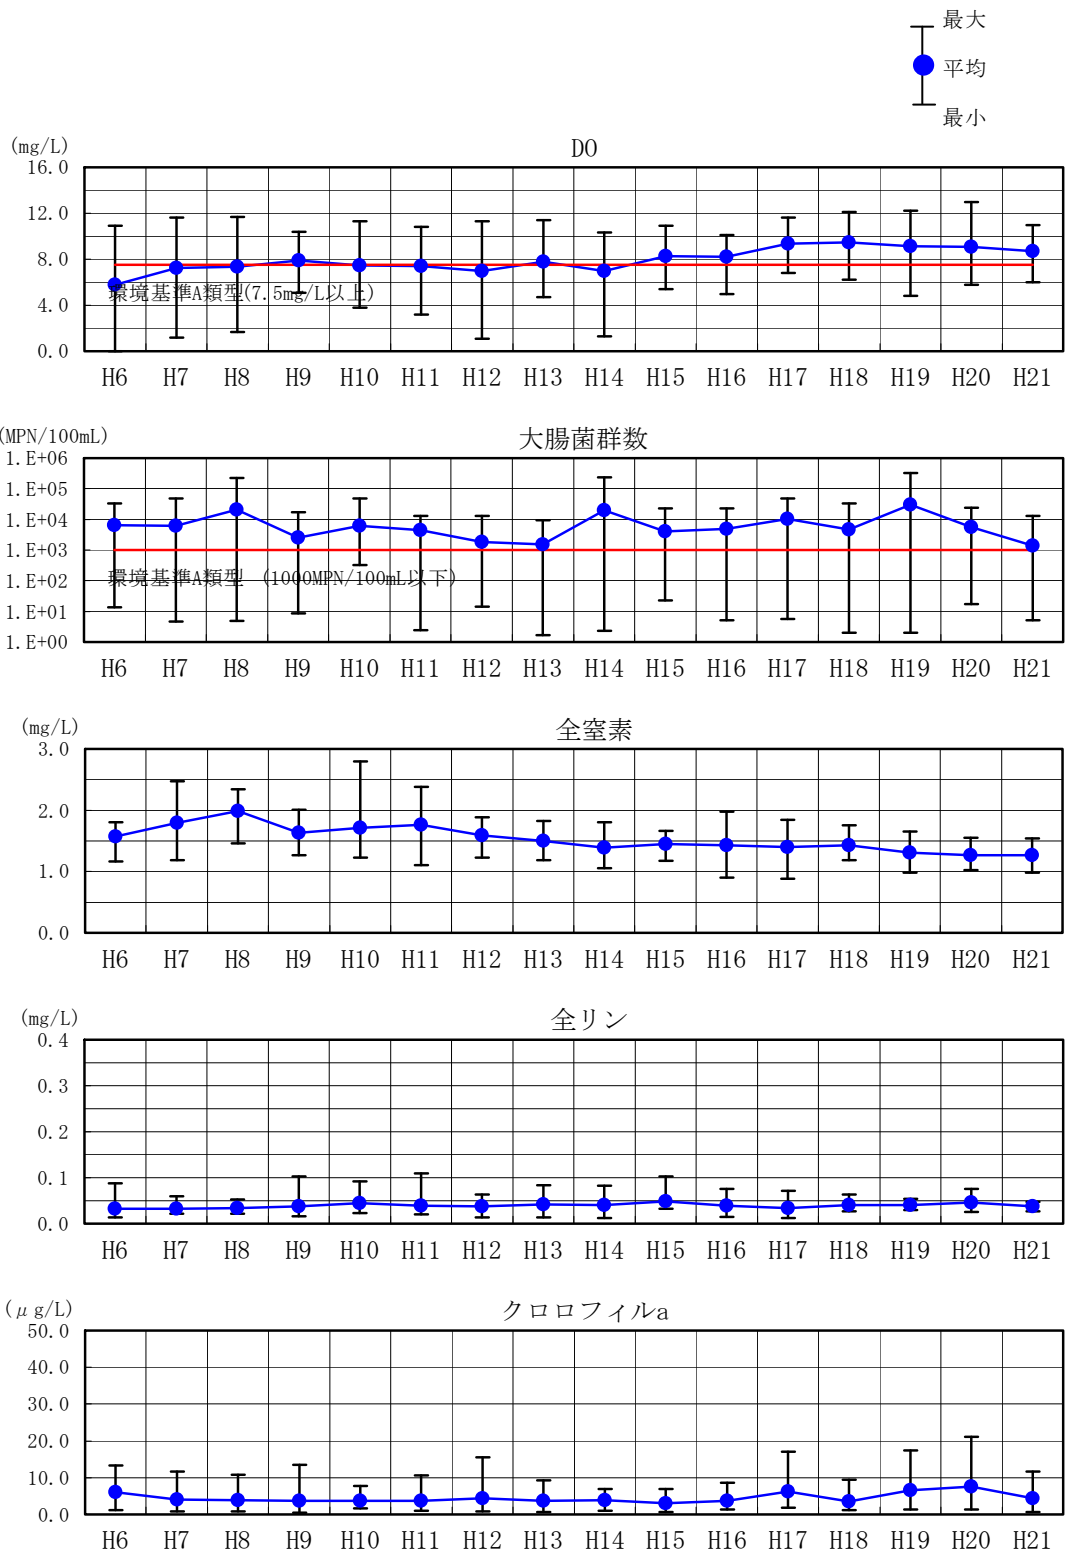 最大
平均
最小
(mg/L)
DO
16.0
12.0
8.0
4.0
0.0
環境基準A類型(7.5mg/L以上)
H6 H7 H8 H9 H10 H11 H12 H13 H14 H15 H16 H17 H18 H19 H20 H21
(MPN/100mL)
大腸菌群数
1.E+06
1.E+05
1.E+04
1.E+03
1.E+02
1.E+01
1.E+00
環境基準A類型 (1000MPN/100mL以下)
H6 H7 H8 H9 H10 H11 H12 H13 H14 H15 H16 H17 H18 H19 H20 H21
(mg/L)
全窒素
3.0
2.0
1.0
0.0
H6 H7 H8 H9 H10 H11 H12 H13 H14 H15 H16 H17 H18 H19 H20 H21
(mg/L)
全リン
0.4
0.3
0.2
0.1
0.0
H6 H7 H8 H9 H10 H11 H12 H13 H14 H15 H16 H17 H18 H19 H20 H21
(μg/L)
クロロフィルa
50.0
40.0
30.0
20.0
10.0
0.0
H6 H7 H8 H9 H10 H11 H12 H13 H14 H15 H16 H17 H18 H19 H20 H21